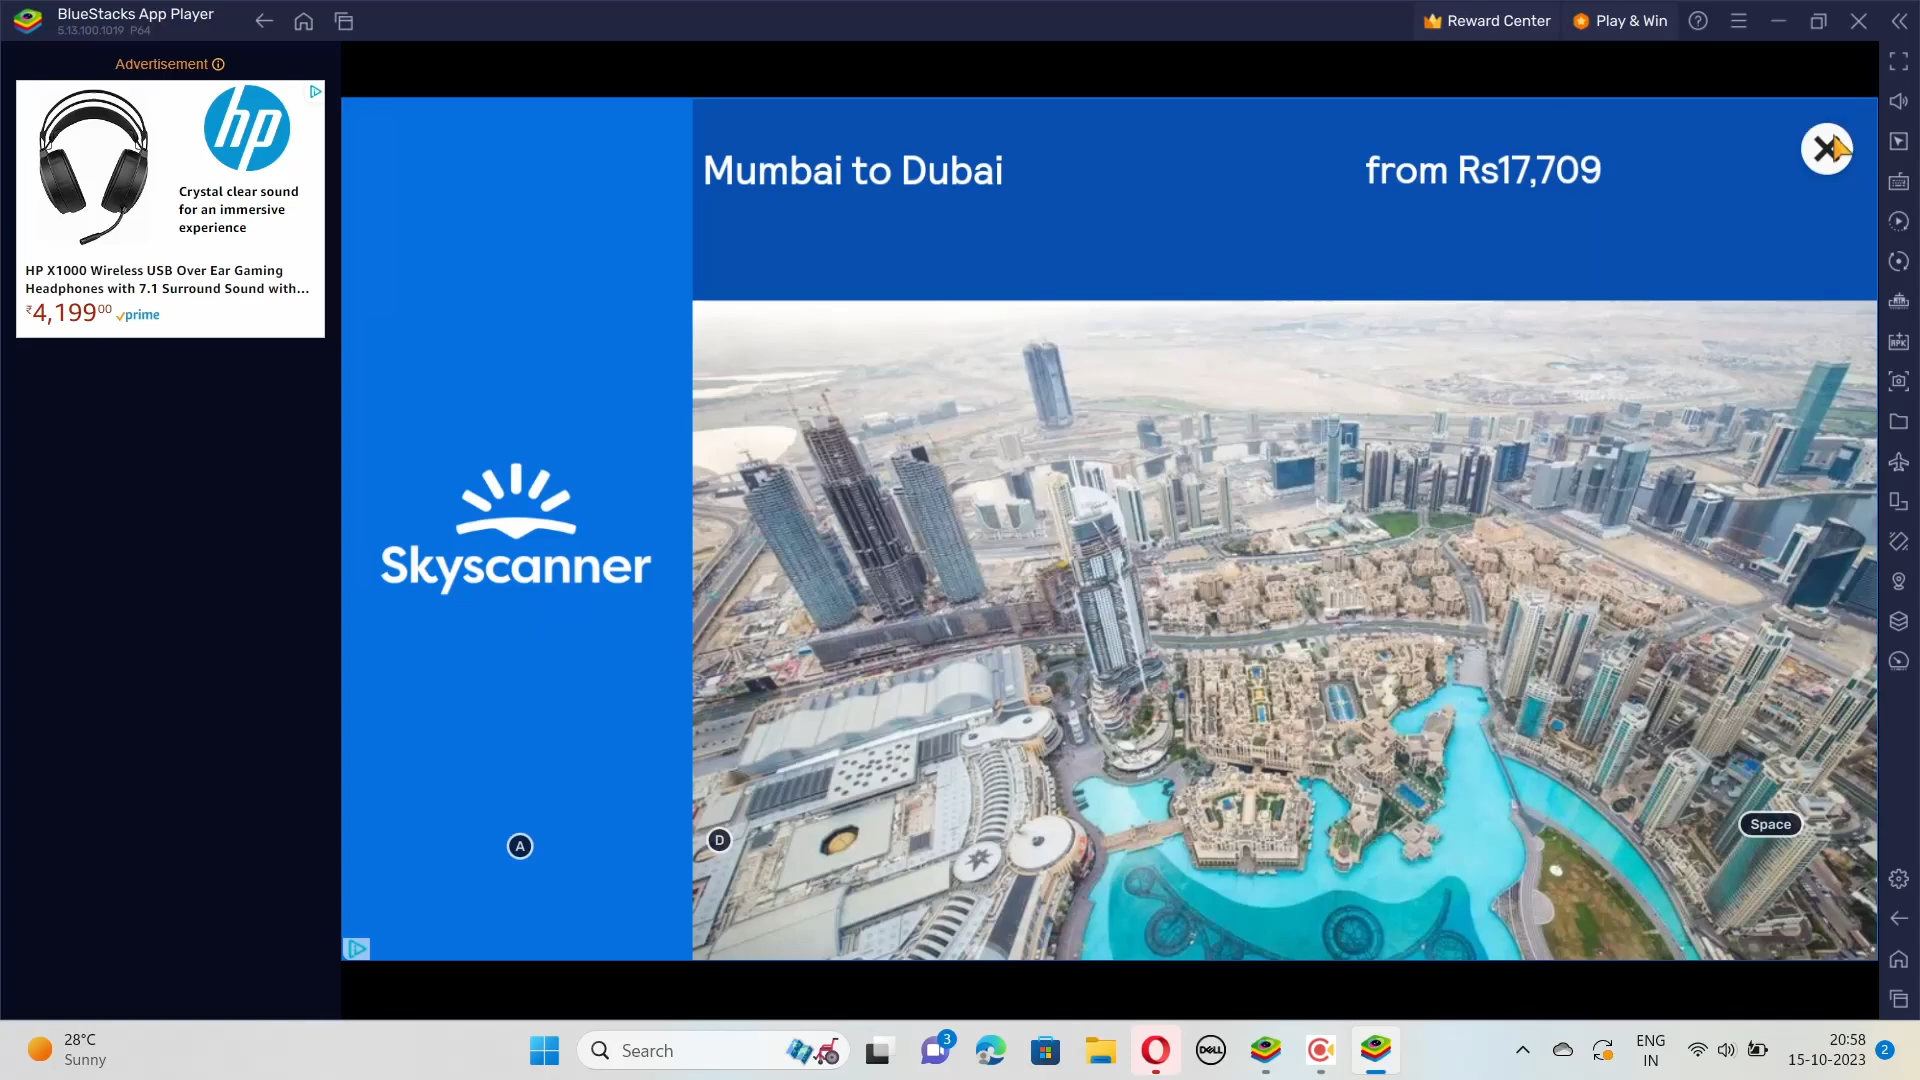 BlueStacks App Player
5.13.100.1019 P64
Reward Center
Play & Win
Advertisement
hp
Crystal clear sound
for an immersive
experience
HP X1000 Wireless USB Over Ear Gaming
Headphones with 7.1 Surround Sound with...
₹4,19900 prime
Mumbai to Dubai
from Rs17,709
Skyscanner
A
D
Space
28°C
Sunny
Search
3
DELL
ENG
IN
20:58
15-10-2023
2